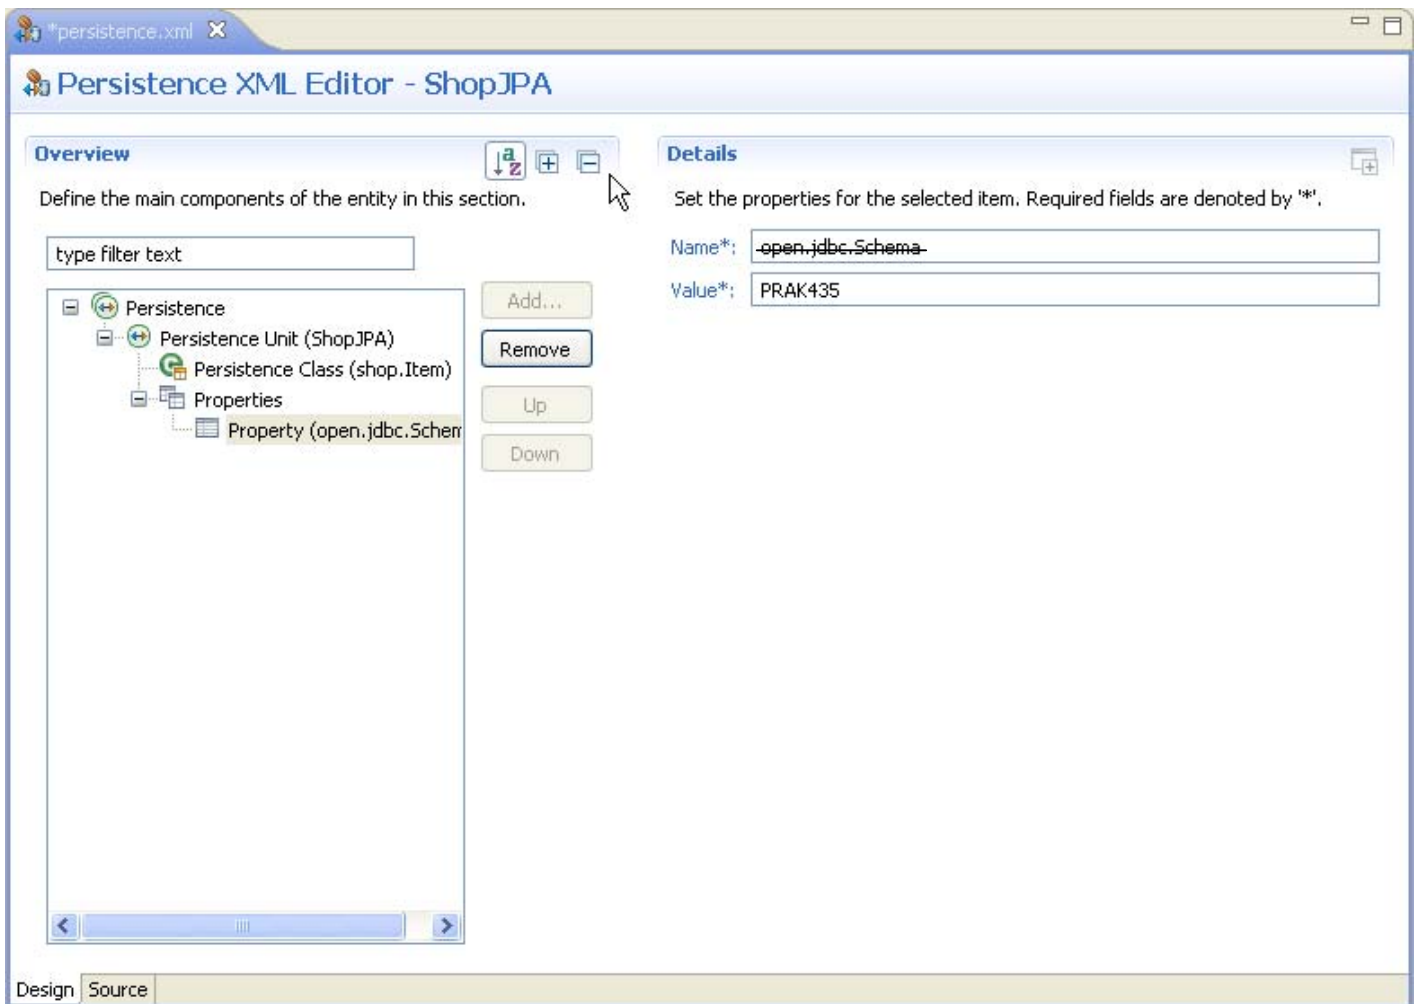 *persistence.xml
Persistence XML Editor - ShopJPA
Overview
Define the main components of the entity in this section.
type filter text
Persistence
Persistence Unit (ShopJPA)
Persistence Class (shop.Item)
Properties
Property (open.jdbc.Schem
Add...
Remove
Up
Down
Details
Set the properties for the selected item. Required fields are denoted by '*'.
Name*: open.jdbc.Schema
Value*: PRAK435
Design Source